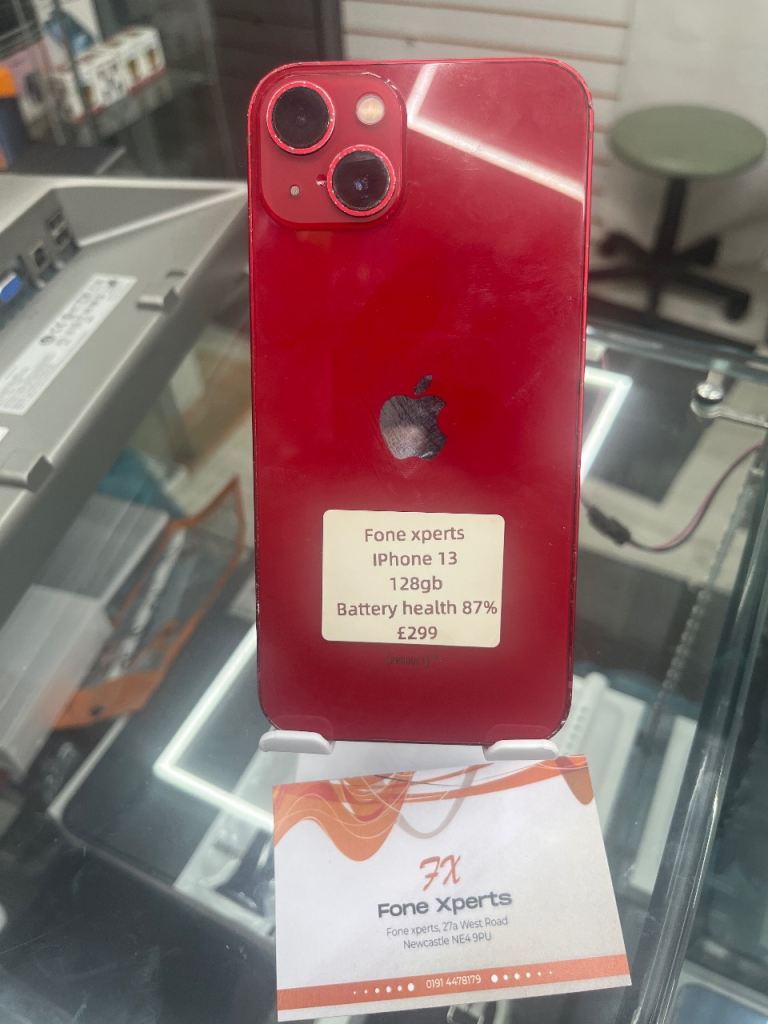 Fone xperts
IPhone 13
128gb
Battery health 87%
£299
FX
Fone Xperts
Fone xperts, 27a West Road
Newcastle NE4 9PU
0191 4478179